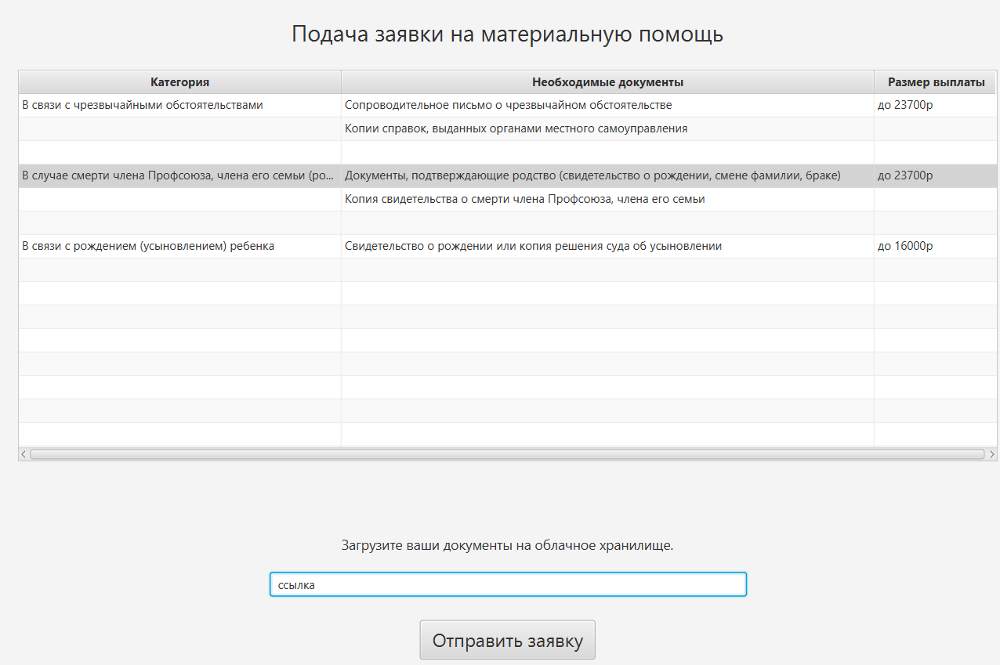 Подача заявки на материальную помощь
Категория Необходимые документы Размер выплаты
В связи с чрезвычайными обстоятельствами Сопроводительное письмо о чрезвычайном обстоятельстве до 23700р
Копии справок, выданных органами местного самоуправления
В случае смерти члена Профсоюза, члена его семьи (ро... Документы, подтверждающие родство (свидетельство о рождении, смене фамилии, браке) до 23700р
Копия свидетельства о смерти члена Профсоюза, члена его семьи
В связи с рождением (усыновлением) ребенка Свидетельство о рождении или копия решения суда об усыновлении до 16000р
Загрузите ваши документы на облачное хранилище.
ссылка
Отправить заявку